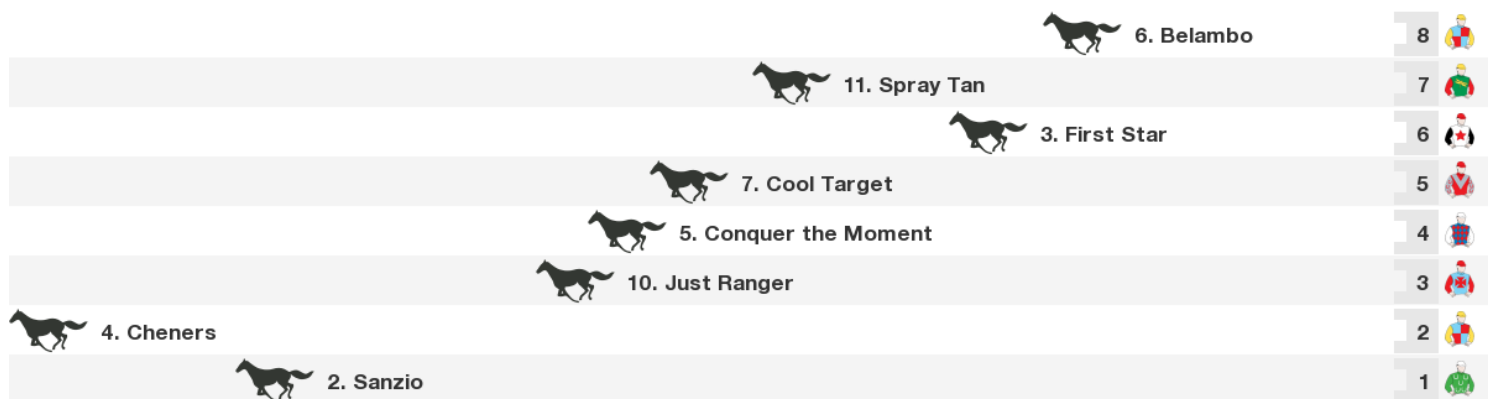 6. Belambo 8
11. Spray Tan 7
3. First Star 6
7. Cool Target 5
5. Conquer the Moment 4
10. Just Ranger 3
4. Cheners 2
2. Sanzio 1